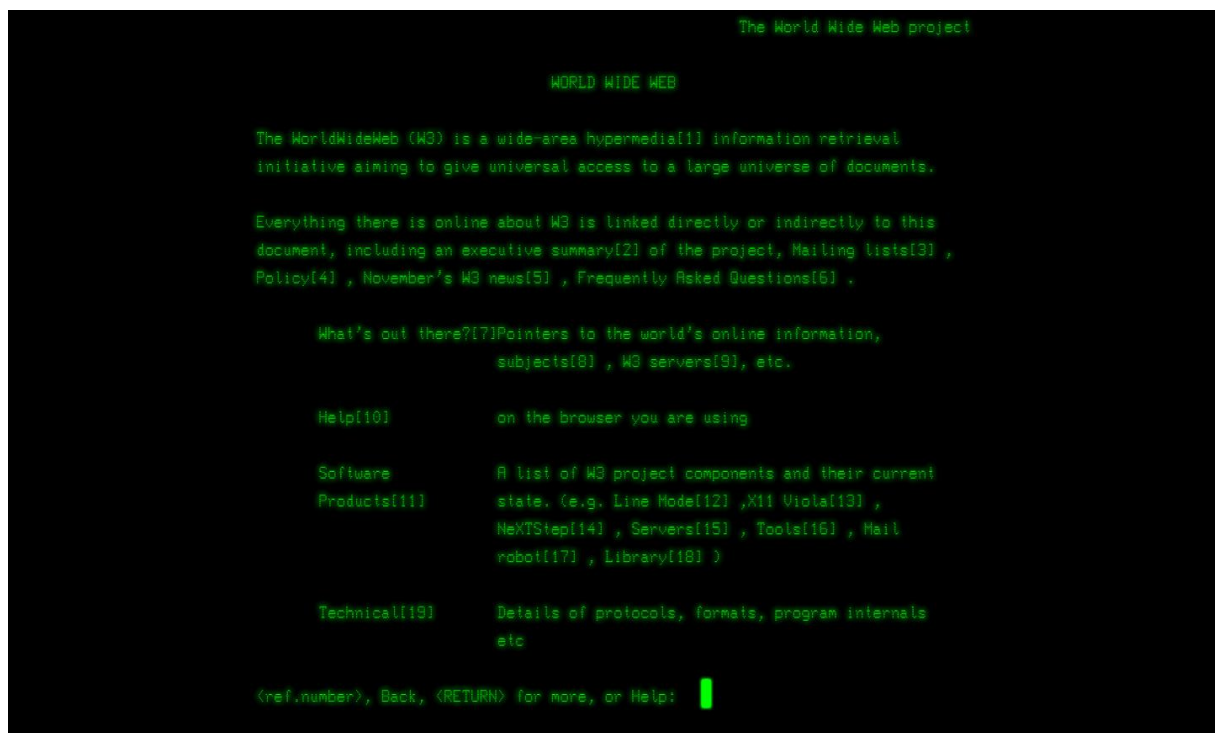 The World Wide Web project
WORLD WIDE WEB
The WorldWideWeb (W3) is a wide-area hypermedia[1] information retrieval
initiative aiming to give universal access to a large universe of documents.
Everything there is online about W3 is linked directly or indirectly to this
document, including an executive summary[2] of the project, Mailing lists[3] ,
Policy[4] , November's W3 news[5] , Frequently Asked Questions[6] .
What's out there?[7]Pointers to the world's online information,
subjects[8] , W3 servers[9], etc.
Help[10] on the browser you are using
Software A list of W3 project components and their current
Products[11] state. (e.g. Line Mode[12] ,X11 Viola[13] ,
NeXTStep[14] , Servers[15] , Tools[16] , Mail
robot[17] , Library[18] )
Technical[19] Details of protocols, formats, program internals
etc
<ref.number>, Back, <RETURN> for more, or Help: